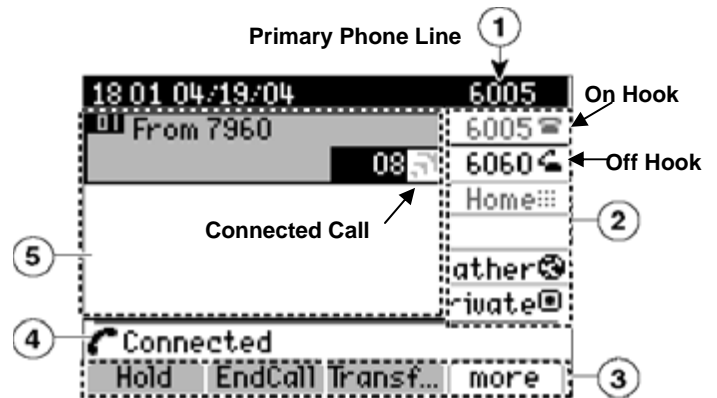 Primary Phone Line 1
18 01 04/19/04 6005
On Hook
01 From 7960
6005
08
6060
Off Hook
Home
Connected Call
2
5
ather
rivate
4
Connected
Hold EndCall Transf... more
3